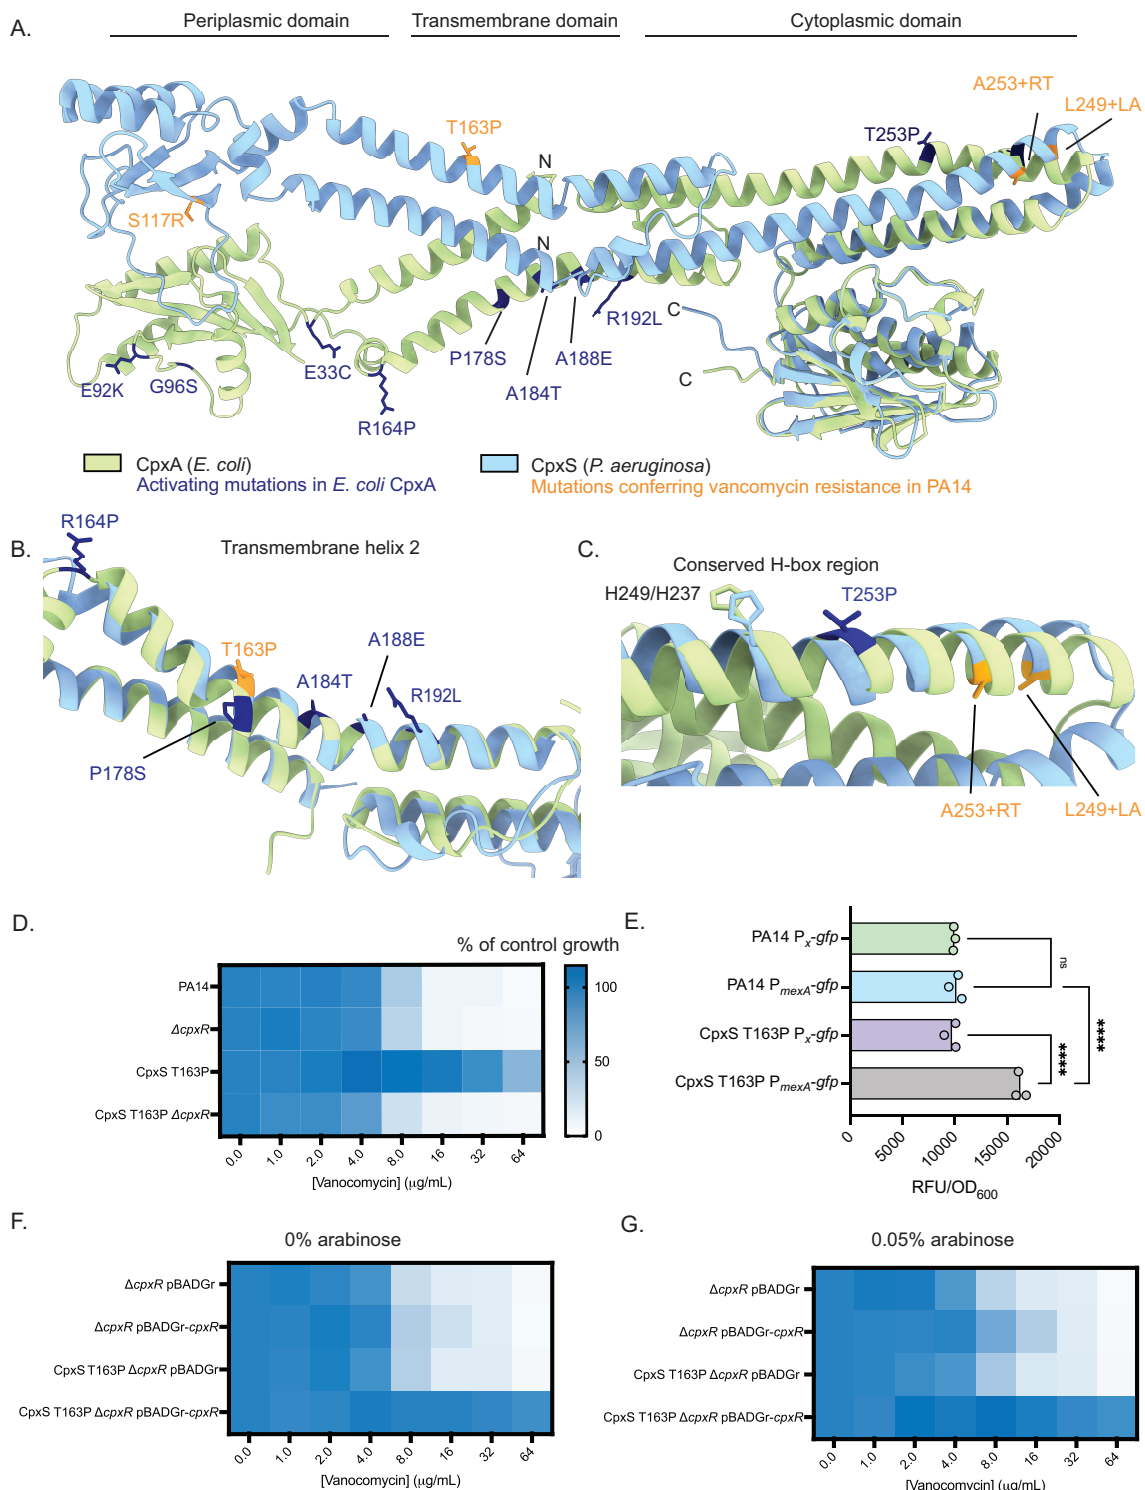 A.
Periplasmic domain
Transmembrane domain
Cytoplasmic domain
A253+RT
L249+LA
T253P
T163P
N
S117R
N
R192L
C
P178S
A188E
E33C
C
E92K
G96S
A184T
R164P
CpxA (E. coli)
Activating mutations in E. coli CpxA
CpxS (P. aeruginosa)
Mutations conferring vancomycin resistance in PA14
B.
R164P
Transmembrane helix 2
T163P
A188E
A184T
R192L
P178S
C.
Conserved H-box region
H249/H237
T253P
A253+RT
L249+LA
D.
% of control growth
PA14
ΔcpxR
CpxS T163P
CpxS T163P ΔcpxR
0.0
1.0
2.0
4.0
8.0
16
32
64
[Vanocomycin] (μg/mL)
100
50
0
E.
PA14 Px-gfp
PA14 PmexA-gfp
CpxS T163P Px-gfp
CpxS T163P PmexA-gfp
ns
****
****
0
5000
10000
15000
20000
RFU/OD600
F.
0% arabinose
ΔcpxR pBADGr
ΔcpxR pBADGr-cpxR
CpxS T163P ΔcpxR pBADGr
CpxS T163P ΔcpxR pBADGr-cpxR
0.0
1.0
2.0
4.0
8.0
16
32
64
[Vanocomycin] (μg/mL)
G.
0.05% arabinose
ΔcpxR pBADGr
ΔcpxR pBADGr-cpxR
CpxS T163P ΔcpxR pBADGr
CpxS T163P ΔcpxR pBADGr-cpxR
0.0
1.0
2.0
4.0
8.0
16
32
64
[Vanocomycin] (μg/mL)